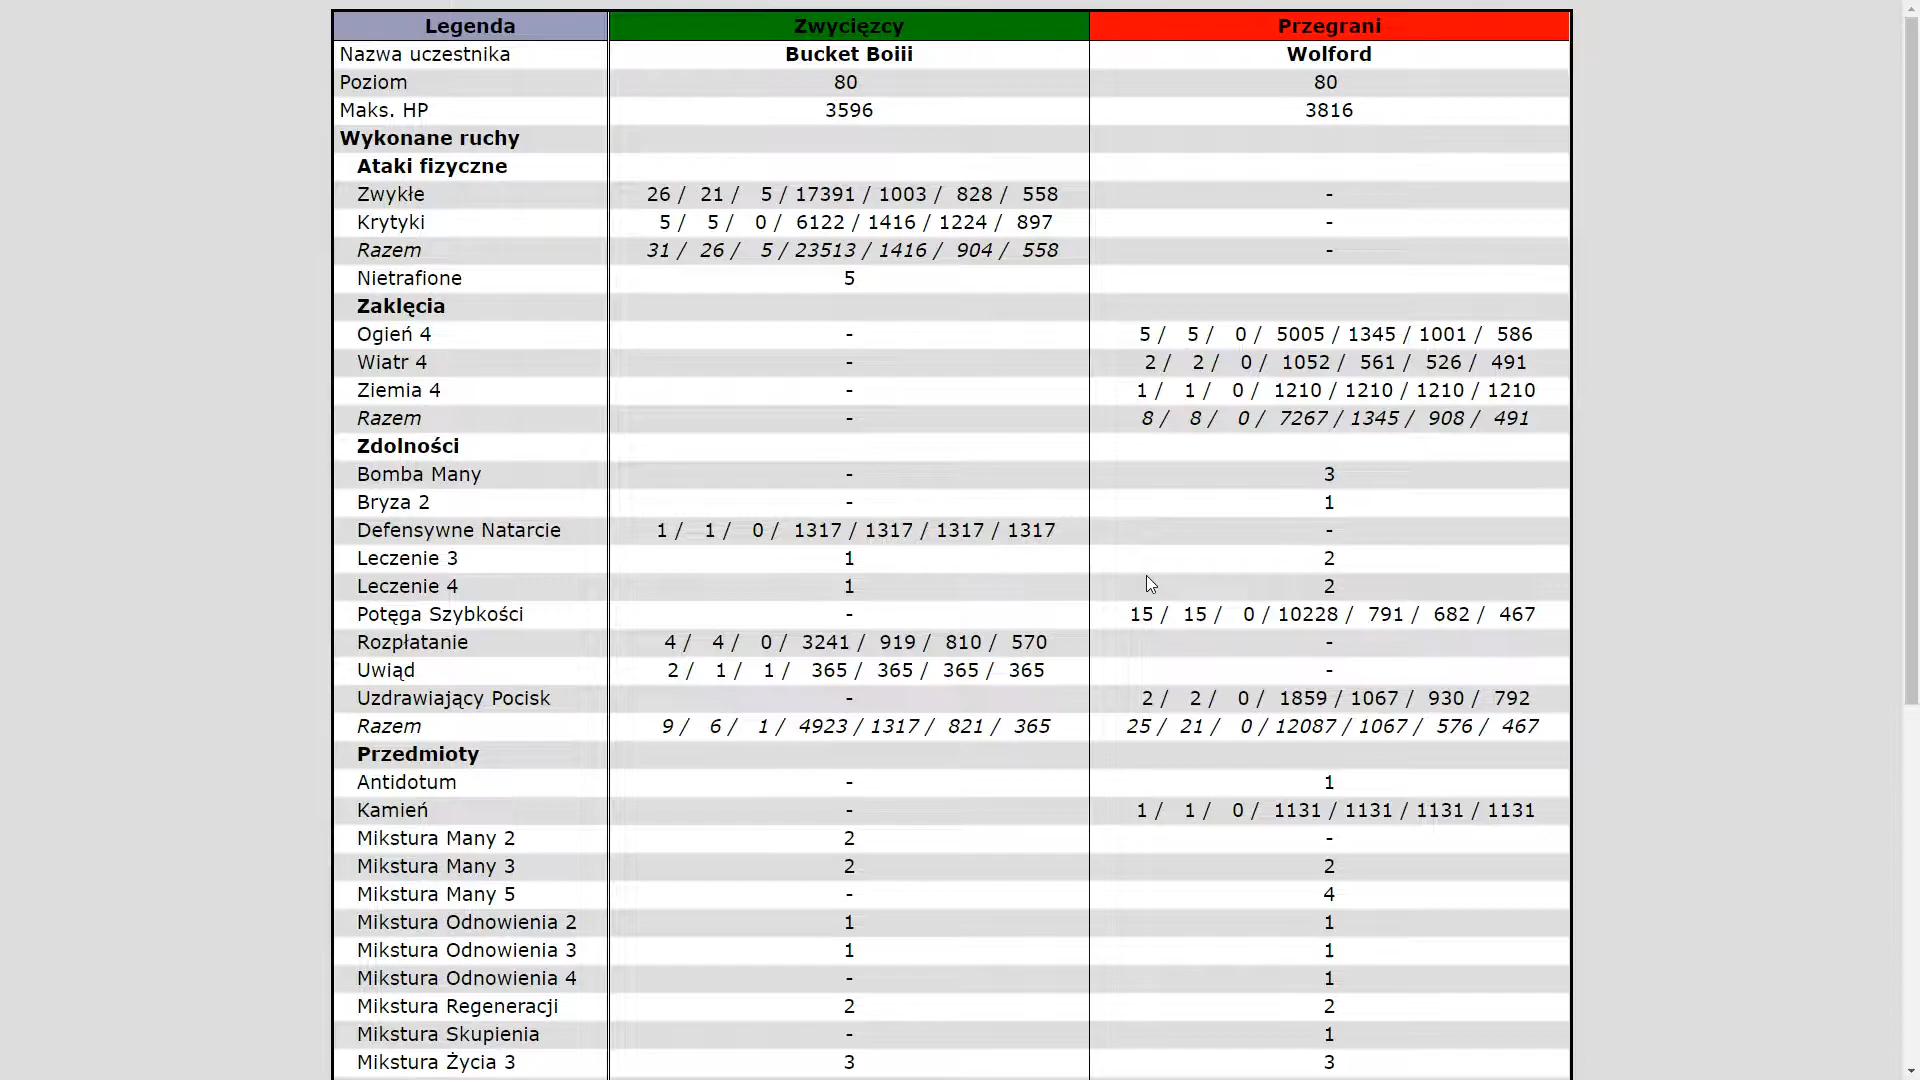 Legenda Zwycięzcy Przegrani
Nazwa uczestnika Bucket Boiii Wolford
Poziom 80 80
Maks. HP 3596 3816
Wykonane ruchy
Ataki fizyczne
Zwykłe 26 / 21 / 5 / 17391 / 1003 / 828 / 558 -
Krytyki 5 / 5 / 0 / 6122 / 1416 / 1224 / 897 -
Razem 31 / 26 / 5 / 23513 / 1416 / 904 / 558 -
Nietrafione 5
Zaklęcia
Ogień 4 - 5 / 5 / 0 / 5005 / 1345 / 1001 / 586
Wiatr 4 - 2 / 2 / 0 / 1052 / 561 / 526 / 491
Ziemia 4 - 1 / 1 / 0 / 1210 / 1210 / 1210 / 1210
Razem - 8 / 8 / 0 / 7267 / 1345 / 908 / 491
Zdolności
Bomba Many - 3
Bryza 2 - 1
Defensywne Natarcie 1 / 1 / 0 / 1317 / 1317 / 1317 / 1317 -
Leczenie 3 1 2
Leczenie 4 1 2
Potęga Szybkości - 15 / 15 / 0 / 10228 / 791 / 682 / 467
Rozpłatanie 4 / 4 / 0 / 3241 / 919 / 810 / 570 -
Uwiąd 2 / 1 / 1 / 365 / 365 / 365 / 365 -
Uzdrawiający Pocisk - 2 / 2 / 0 / 1859 / 1067 / 930 / 792
Razem 9 / 6 / 1 / 4923 / 1317 / 821 / 365 25 / 21 / 0 / 12087 / 1067 / 576 / 467
Przedmioty
Antidotum - 1
Kamień - 1 / 1 / 0 / 1131 / 1131 / 1131 / 1131
Mikstura Many 2 2 -
Mikstura Many 3 2 2
Mikstura Many 5 - 4
Mikstura Odnowienia 2 1 1
Mikstura Odnowienia 3 1 1
Mikstura Odnowienia 4 - 1
Mikstura Regeneracji 2 2
Mikstura Skupienia - 1
Mikstura Życia 3 3 3